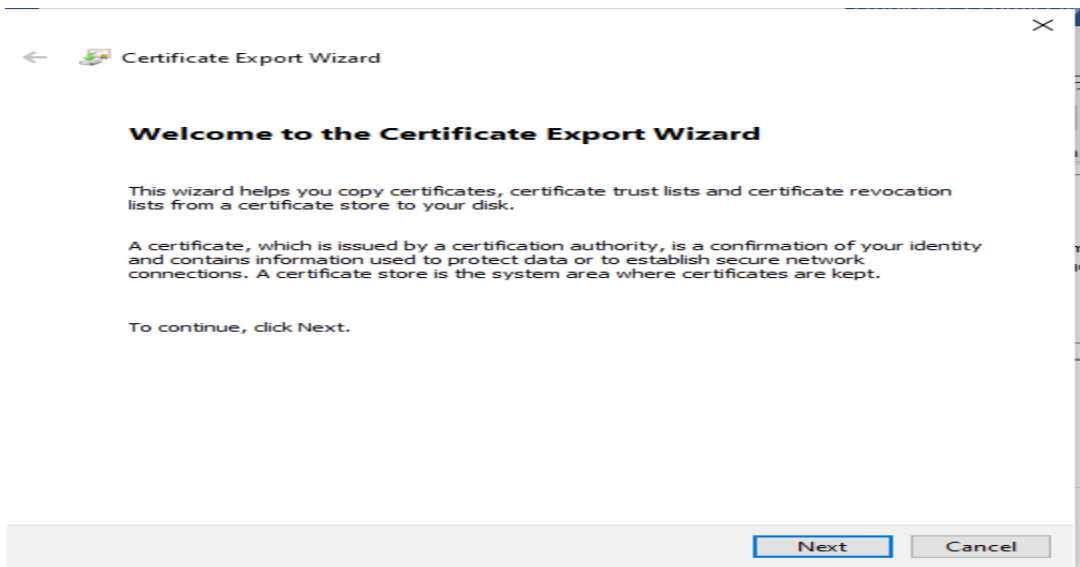 Certificate Export Wizard
Welcome to the Certificate Export Wizard
This wizard helps you copy certificates, certificate trust lists and certificate revocation
lists from a certificate store to your disk.
A certificate, which is issued by a certification authority, is a confirmation of your identity
and contains information used to protect data or to establish secure network
connections. A certificate store is the system area where certificates are kept.
To continue, click Next.
Next Cancel